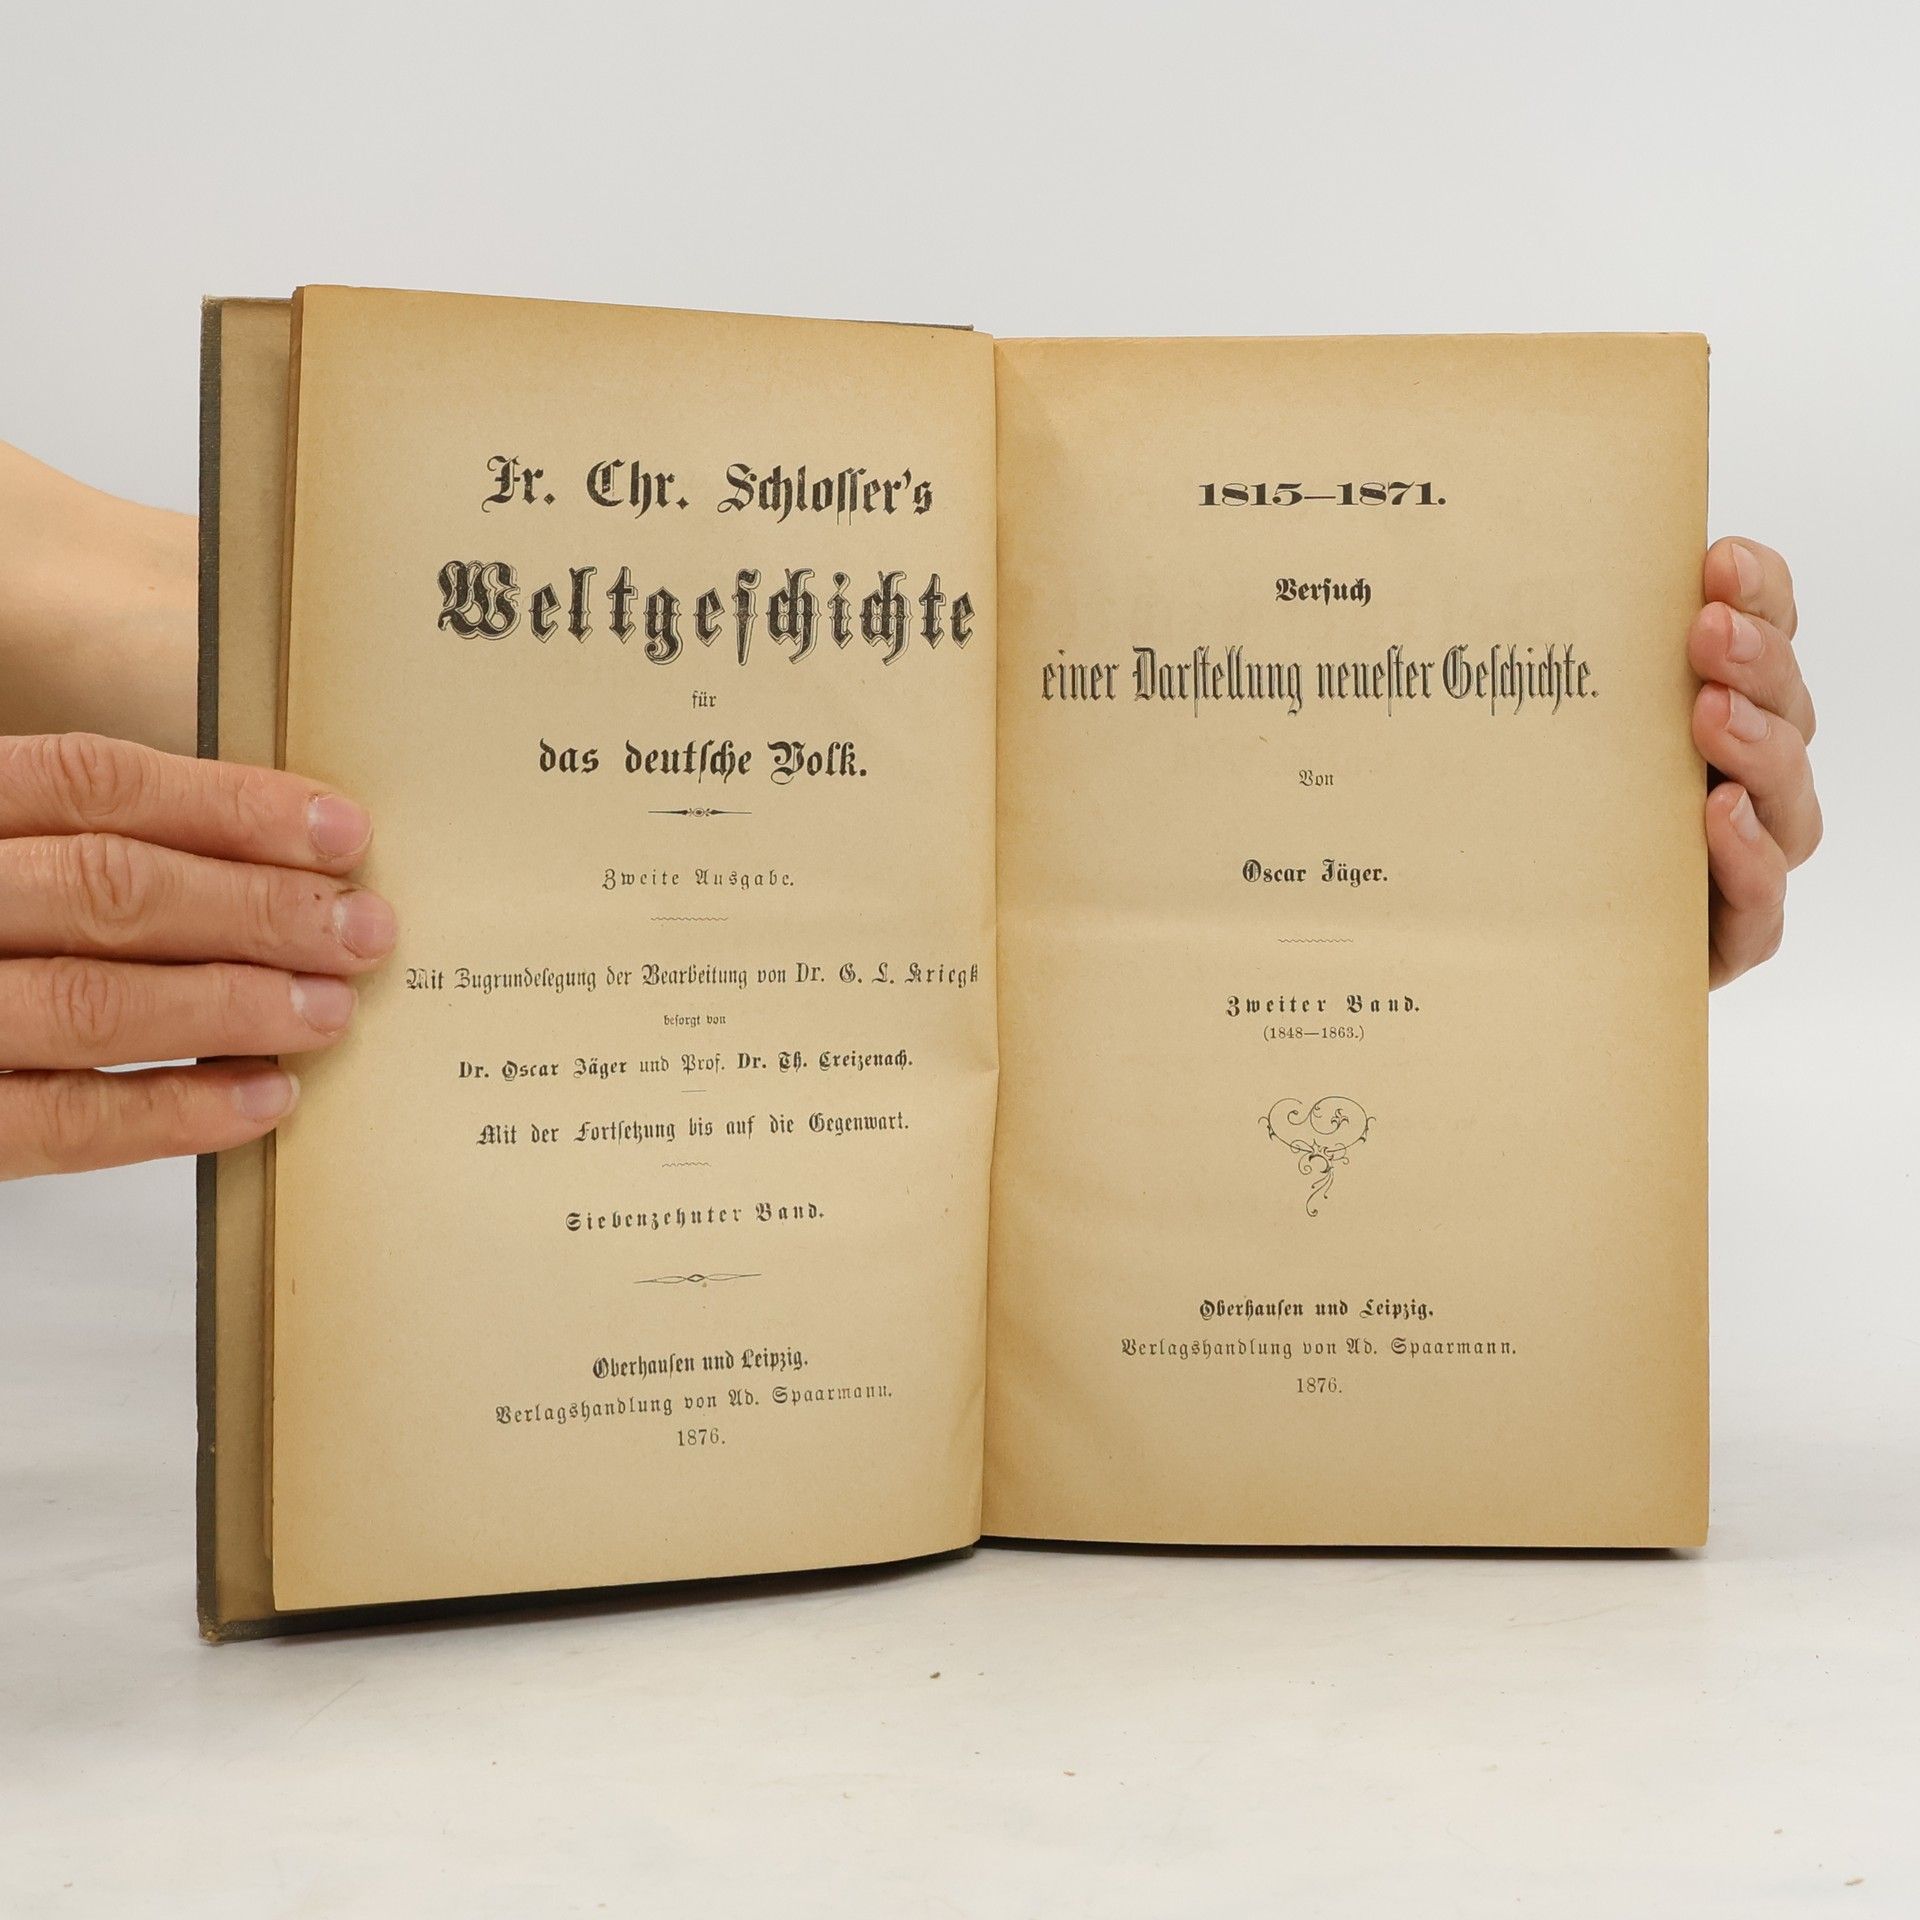 Fr. Chr. Schloſſer's
Weltgeſchichte
für
das deutſche Volk.
Zweite Ausgabe.
Mit Zugrundelegung der Bearbeitung von Dr. G. L. Kriegk
beſorgt von
Dr. Oscar Jäger und Prof. Dr. Th. Creizenach.
Mit der Fortſetzung bis auf die Gegenwart.
Siebenzehnter Band.
Oberhauſen und Leipzig.
Verlagshandlung von Ad. Spaarmann.
1876.
1815—1871.
Verſuch
einer Darſtellung neueſter Geſchichte.
Von
Oscar Jäger.
Zweiter Band.
(1848—1863.)
Oberhauſen und Leipzig.
Verlagshandlung von Ad. Spaarmann.
1876.